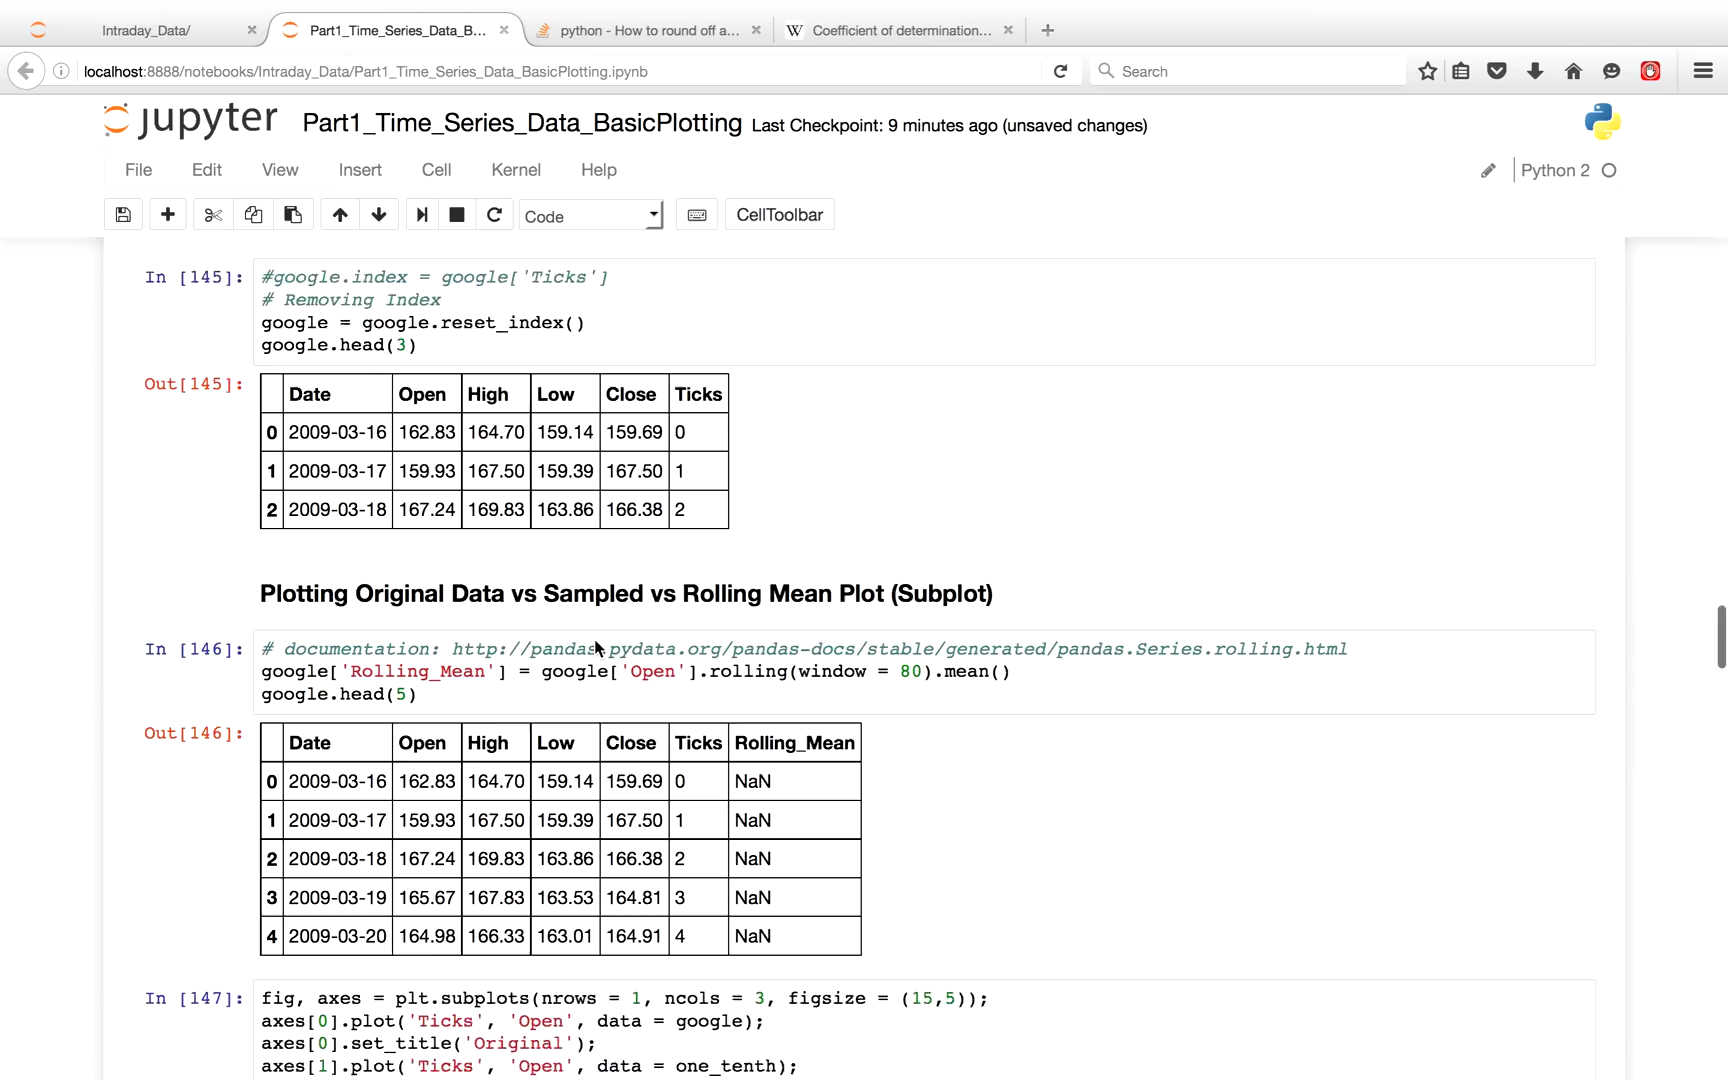 Intraday_Data/
Part1_Time_Series_Data_B...
python - How to round off a...
W Coefficient of determination...
localhost:8888/notebooks/Intraday_Data/Part1_Time_Series_Data_BasicPlotting.ipynb
Search
jupyter Part1_Time_Series_Data_BasicPlotting Last Checkpoint: 9 minutes ago (unsaved changes)
File Edit View Insert Cell Kernel Help Python 2
Code CellToolbar
In [145]: #google.index = google['Ticks']
# Removing Index
google = google.reset_index()
google.head(3)
Out[145]:
Date Open High Low Close Ticks
0 2009-03-16 162.83 164.70 159.14 159.69 0
1 2009-03-17 159.93 167.50 159.39 167.50 1
2 2009-03-18 167.24 169.83 163.86 166.38 2
Plotting Original Data vs Sampled vs Rolling Mean Plot (Subplot)
In [146]: # documentation: http://pandas.pydata.org/pandas-docs/stable/generated/pandas.Series.rolling.html
google['Rolling_Mean'] = google['Open'].rolling(window = 80).mean()
google.head(5)
Out[146]:
Date Open High Low Close Ticks Rolling_Mean
0 2009-03-16 162.83 164.70 159.14 159.69 0 NaN
1 2009-03-17 159.93 167.50 159.39 167.50 1 NaN
2 2009-03-18 167.24 169.83 163.86 166.38 2 NaN
3 2009-03-19 165.67 167.83 163.53 164.81 3 NaN
4 2009-03-20 164.98 166.33 163.01 164.91 4 NaN
In [147]: fig, axes = plt.subplots(nrows = 1, ncols = 3, figsize = (15,5));
axes[0].plot('Ticks', 'Open', data = google);
axes[0].set_title('Original');
axes[1].plot('Ticks', 'Open', data = one_tenth);